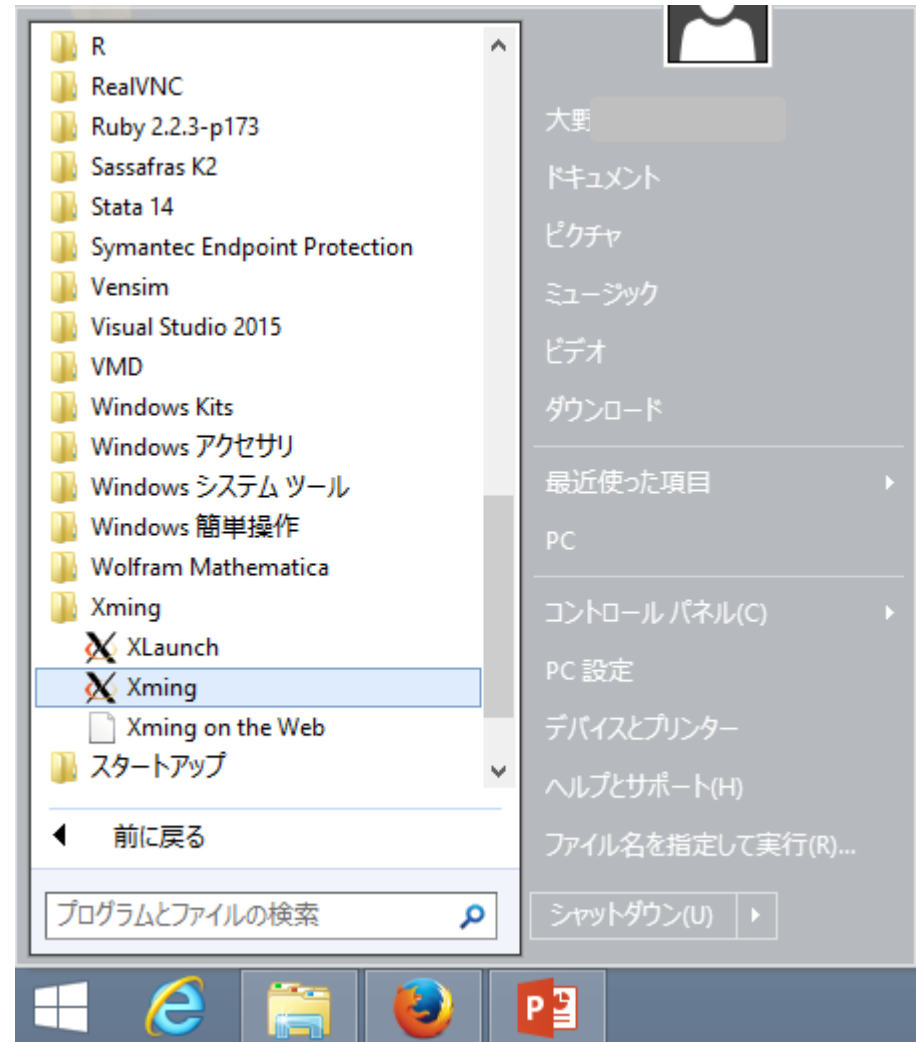 R
RealVNC
Ruby 2.2.3-p173
Sassafras K2
Stata 14
Symantec Endpoint Protection
Vensim
Visual Studio 2015
VMD
Windows Kits
Windows アクセサリ
Windows システム ツール
Windows 簡単操作
Wolfram Mathematica
Xming
XLaunch
Xming
Xming on the Web
スタートアップ
前に戻る
プログラムとファイルの検索
大野
ドキュメント
ピクチャ
ミュージック
ビデオ
ダウンロード
最近使った項目
PC
コントロール パネル(C)
PC 設定
デバイスとプリンター
ヘルプとサポート(H)
ファイル名を指定して実行(R)...
シャットダウン(U)
P